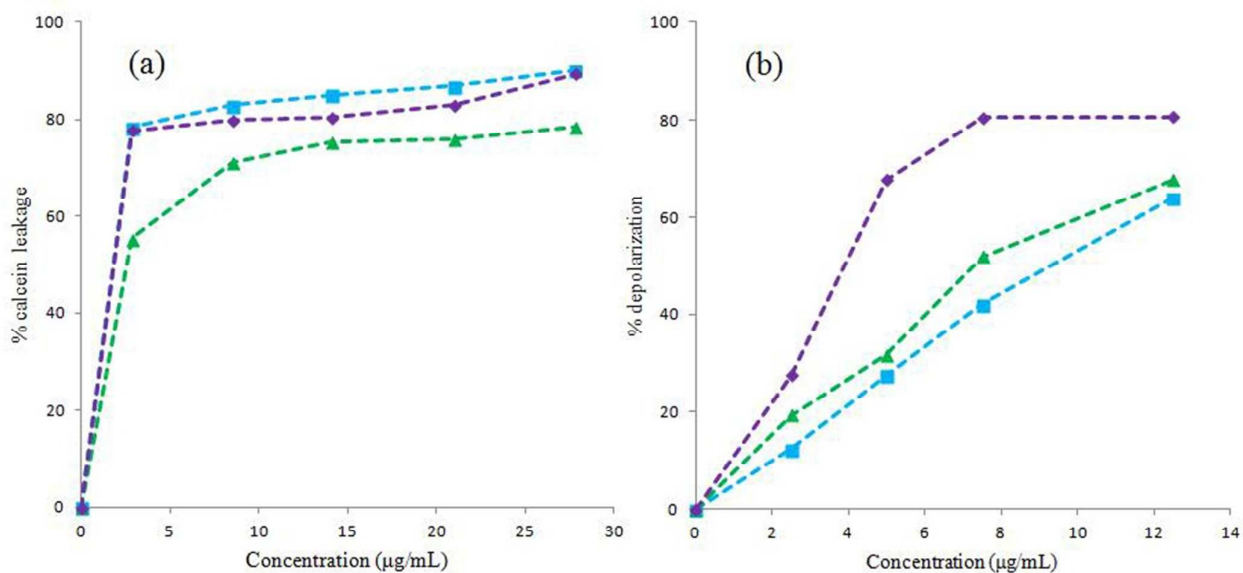 (a)
% calcein leakage
100
80
60
40
20
0
0 5 10 15 20 25 30
Concentration (µg/mL)
(b)
% depolarization
100
80
60
40
20
0
0 2 4 6 8 10 12 14
Concentration (µg/mL)